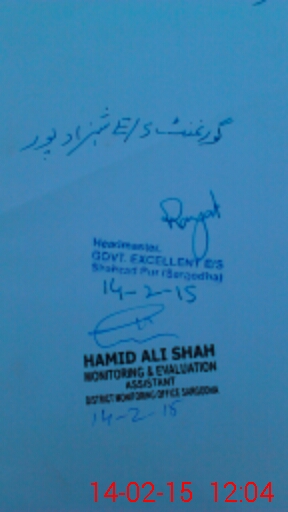 گورنمنٹ E/S شہزاد پور
Headmaster,
GOVT. EXCELLENT E/S
Shahzad Pur (Sargodha)
14-2-15
HAMID ALI SHAH
MONITORING & EVALUATION
ASSISTANT
DISTRICT MONITORING OFFICE SARGODHA
14-2-15
14-02-15 12:04